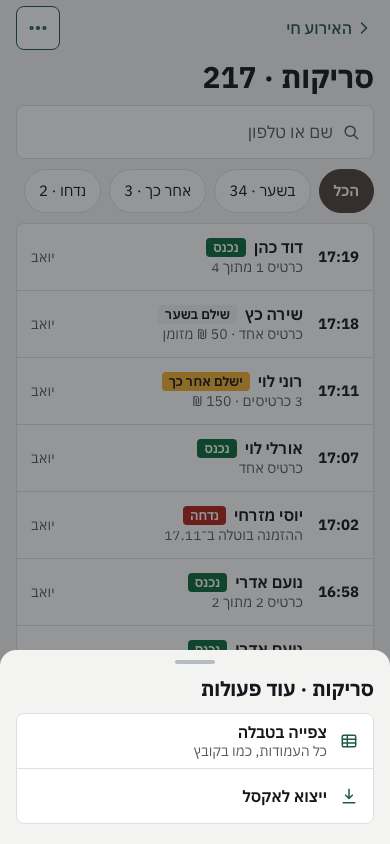 האירוע חי
סריקות · 217
שם או טלפון
הכל
בשער · 34
אחר כך · 3
נדחו · 2
17:19 דוד כהן נכנס יואב
כרטיס 1 מתוך 4
17:18 שירה כץ שילם בשער יואב
כרטיס אחד · 50 ₪ מזומן
17:11 רוני לוי ישלם אחר כך יואב
3 כרטיסים · 150 ₪
17:07 אורלי לוי נכנס יואב
כרטיס אחד
17:02 יוסי מזרחי נדחה יואב
ההזמנה בוטלה ב־17.11
16:58 נועם אדרי נכנס יואב
כרטיס 2 מתוך 2
נועם אדרי נכנס
סריקות · עוד פעולות
צפייה בטבלה
כל העמודות, כמו בקובץ
ייצוא לאקסל